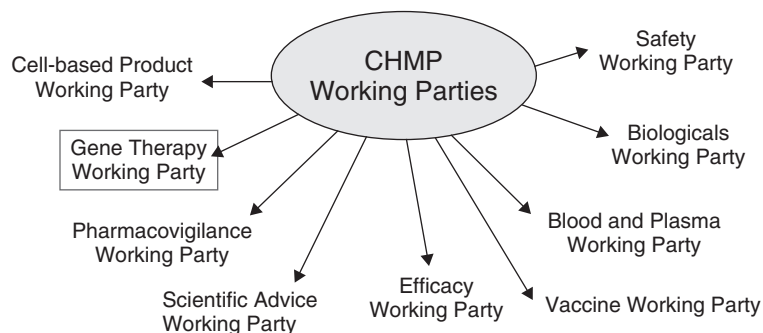 CHMP
Working Parties
Cell-based Product
Working Party
Gene Therapy
Working Party
Pharmacovigilance
Working Party
Scientific Advice
Working Party
Efficacy
Working Party
Vaccine Working Party
Blood and Plasma
Working Party
Biologicals
Working Party
Safety
Working Party